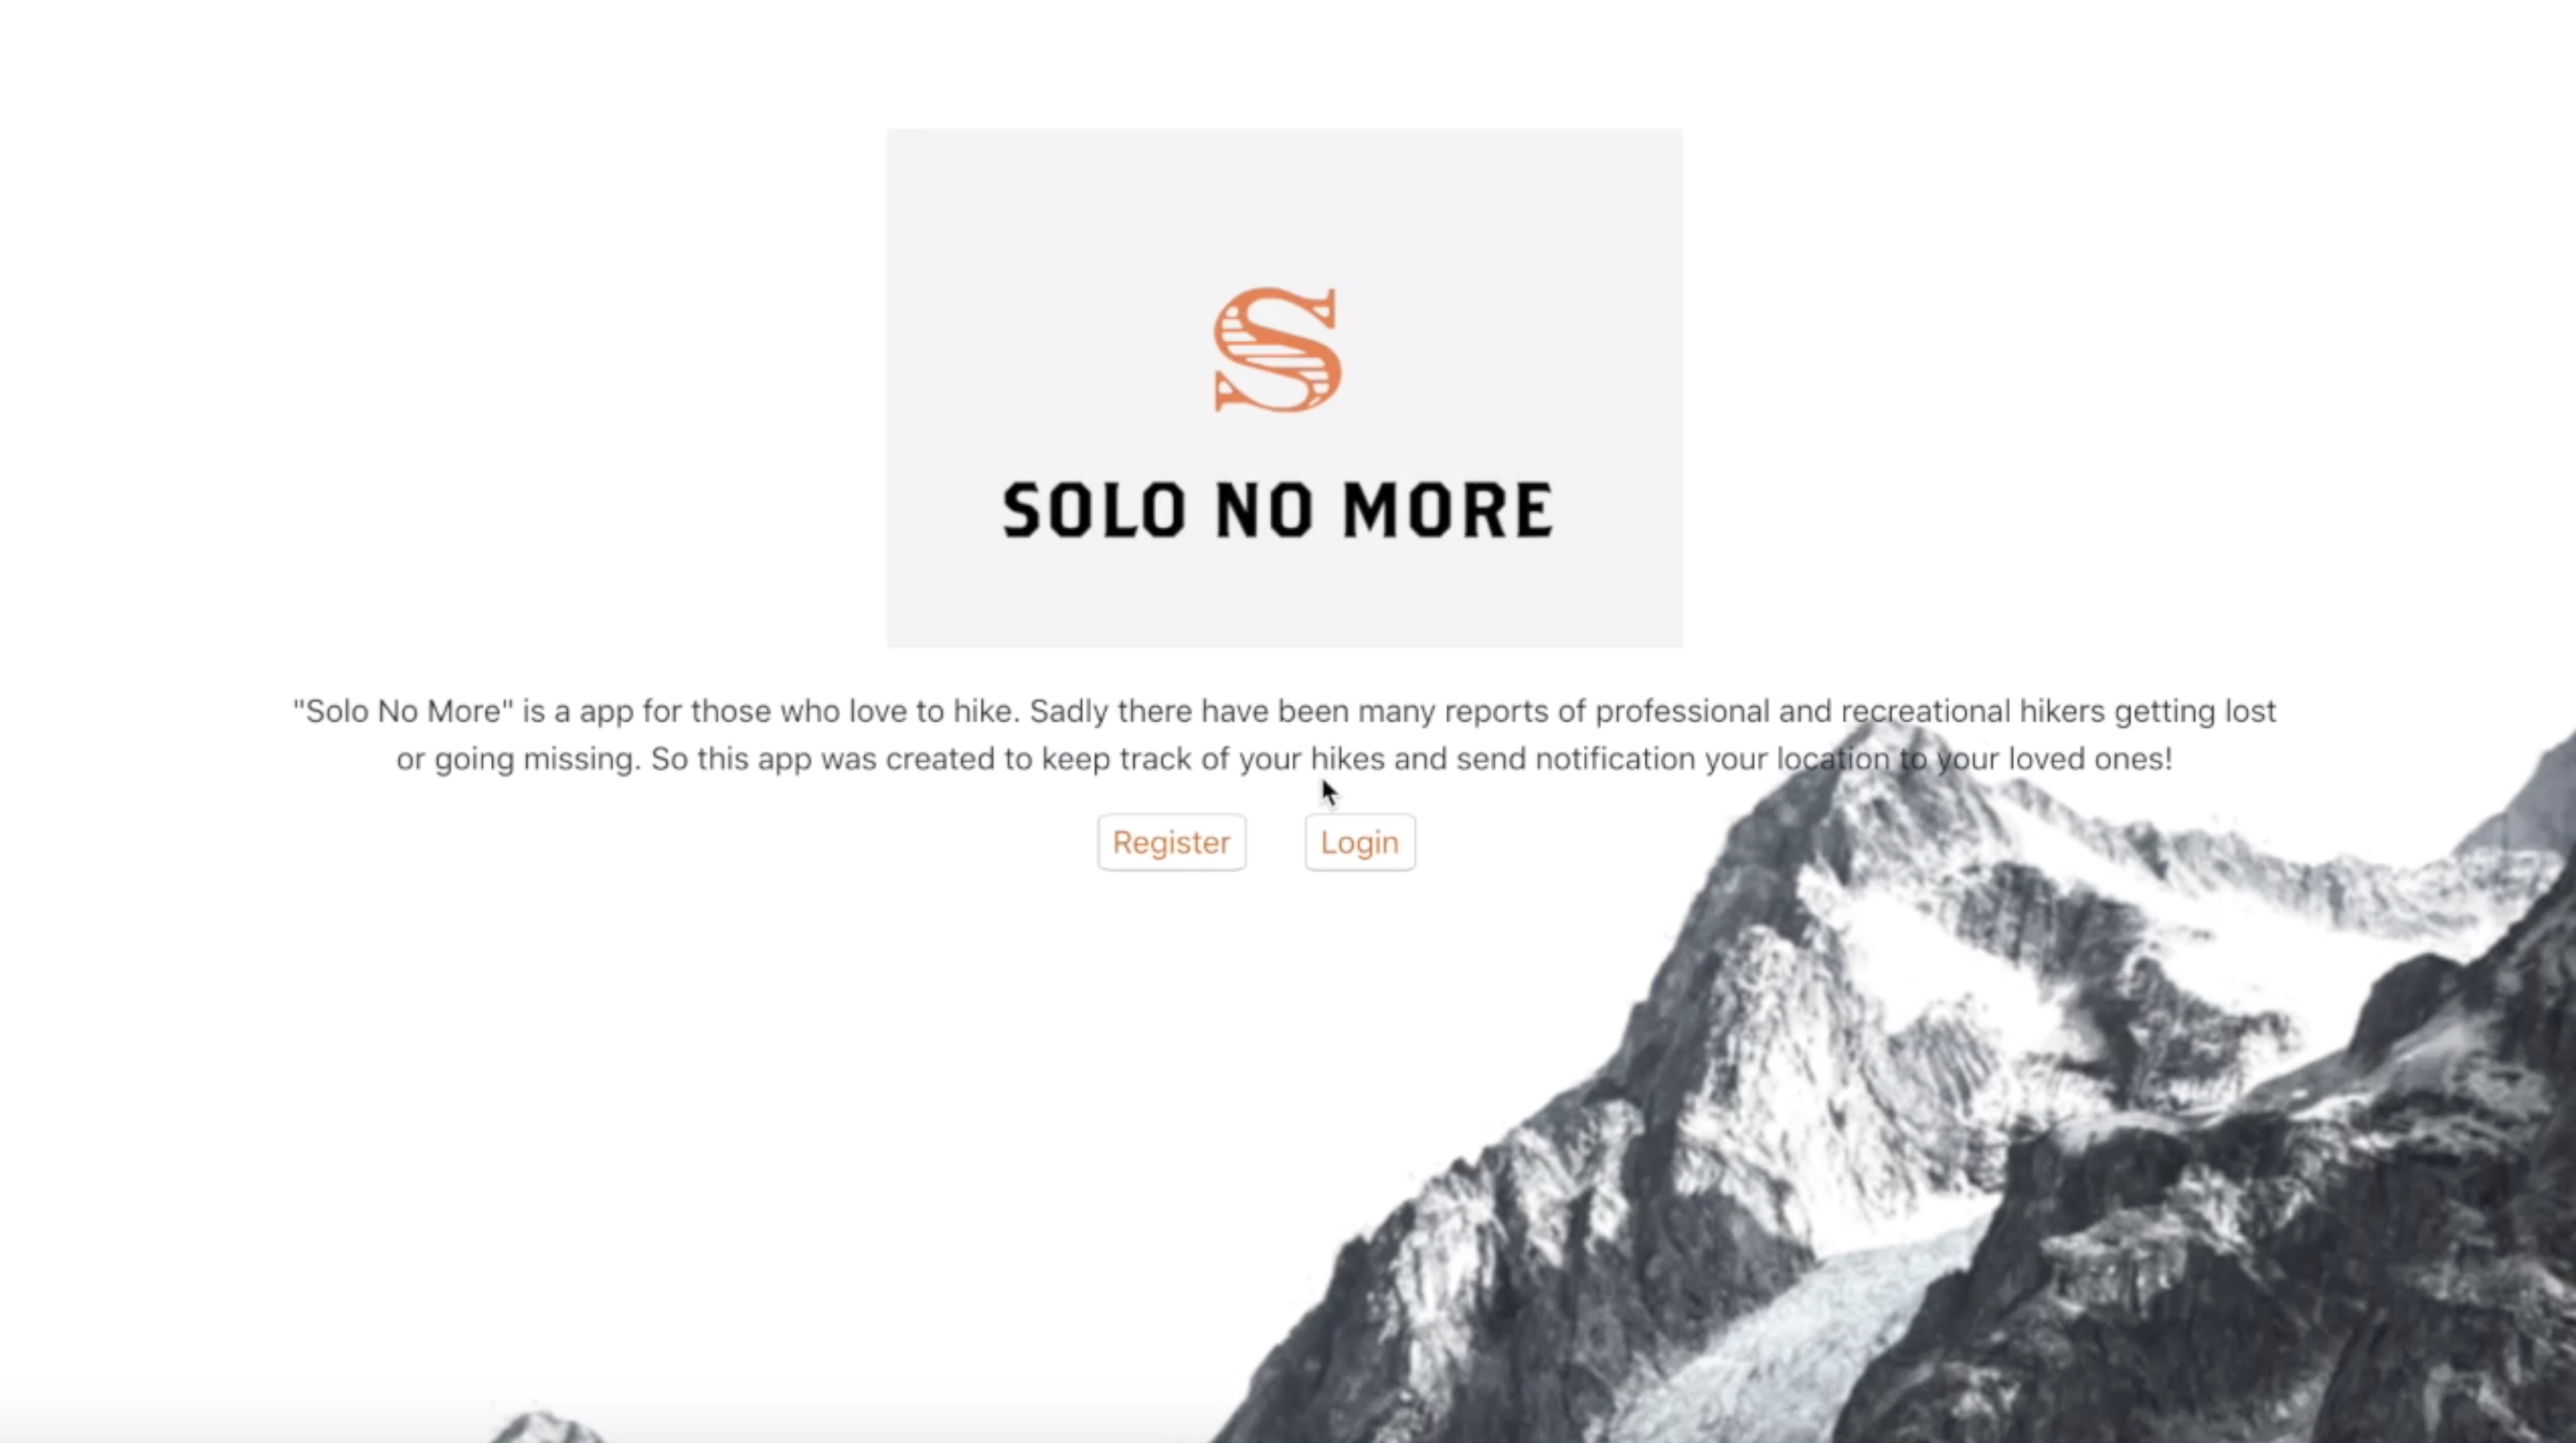 S
SOLO NO MORE
"Solo No More" is a app for those who love to hike. Sadly there have been many reports of professional and recreational hikers getting lost
or going missing. So this app was created to keep track of your hikes and send notification your location to your loved ones!
Register Login